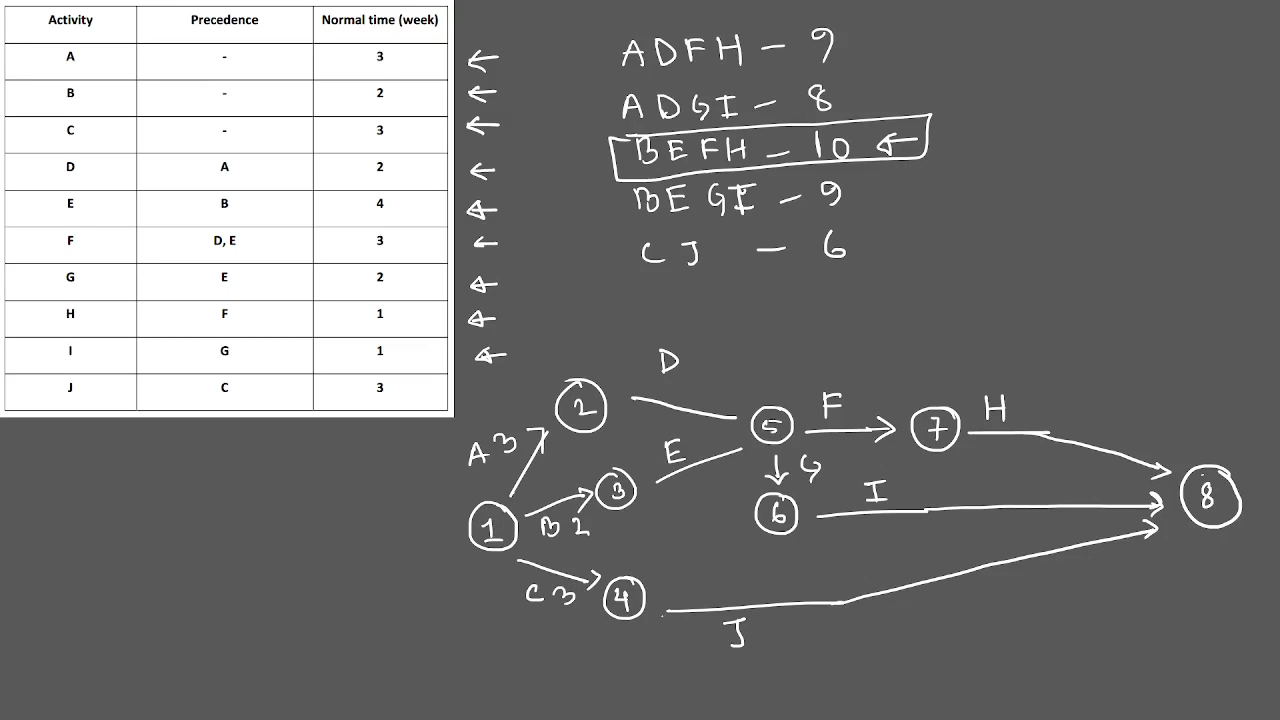 Activity Precedence Normal time (week)
A - 3
B - 2
C - 3
D A 2
E B 4
F D, E 3
G E 2
H F 1
I G 1
J C 3
ADFH - 9
ADGI - 8
BEFH - 10
BEGI - 9
CJ - 6
D
2
F
H
A 3
5
7
E
G
3
I
8
1
B 2
6
C 3
4
J